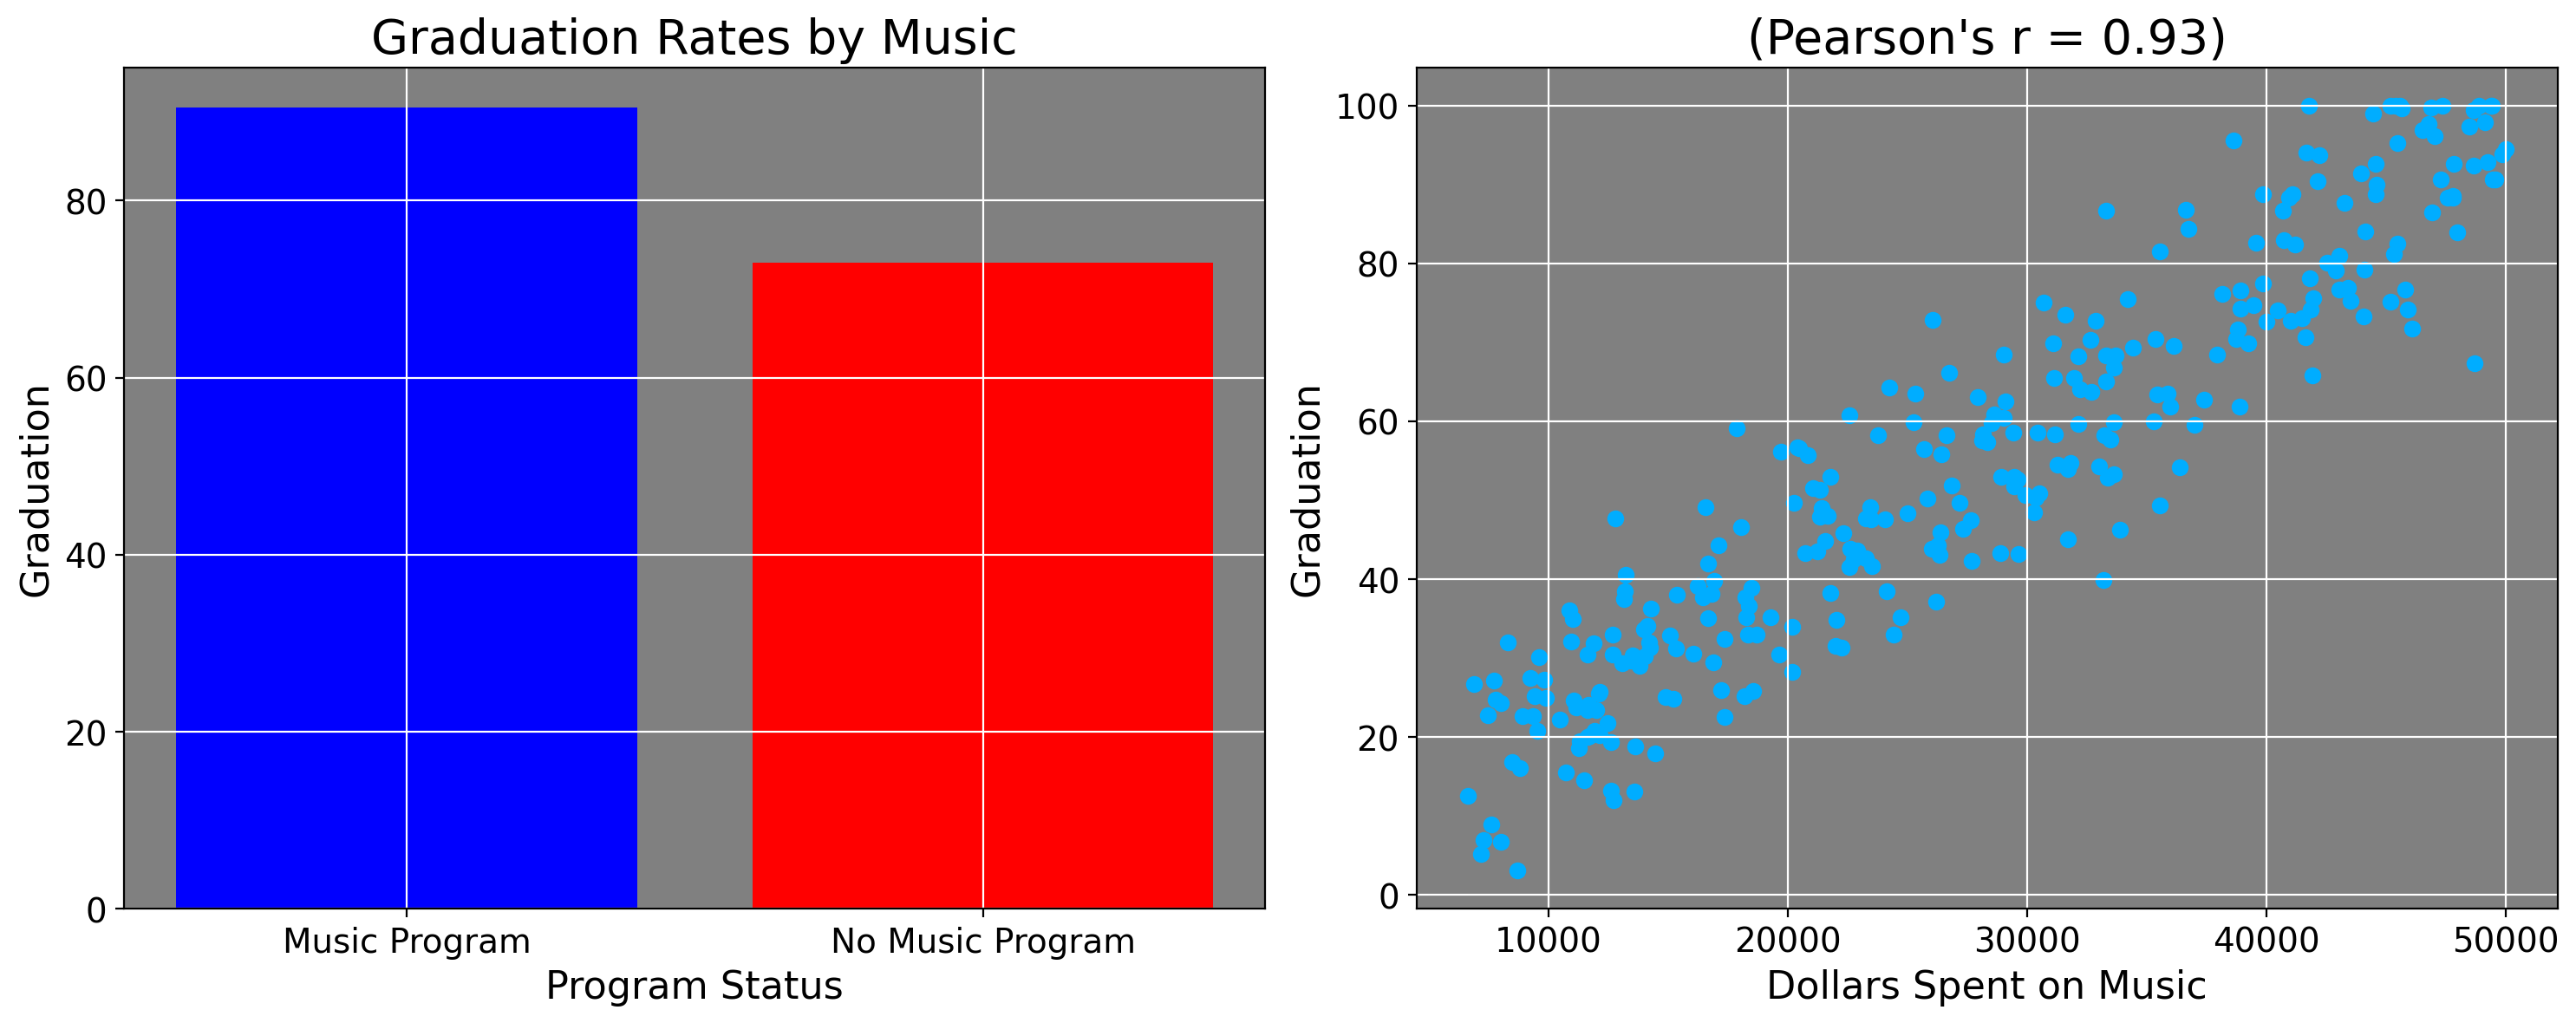 Graduation Rates by Music
Graduation
80
60
40
20
0
Music Program
No Music Program
Program Status
(Pearson's r = 0.93)
Graduation
100
80
60
40
20
0
10000
20000
30000
40000
50000
Dollars Spent on Music